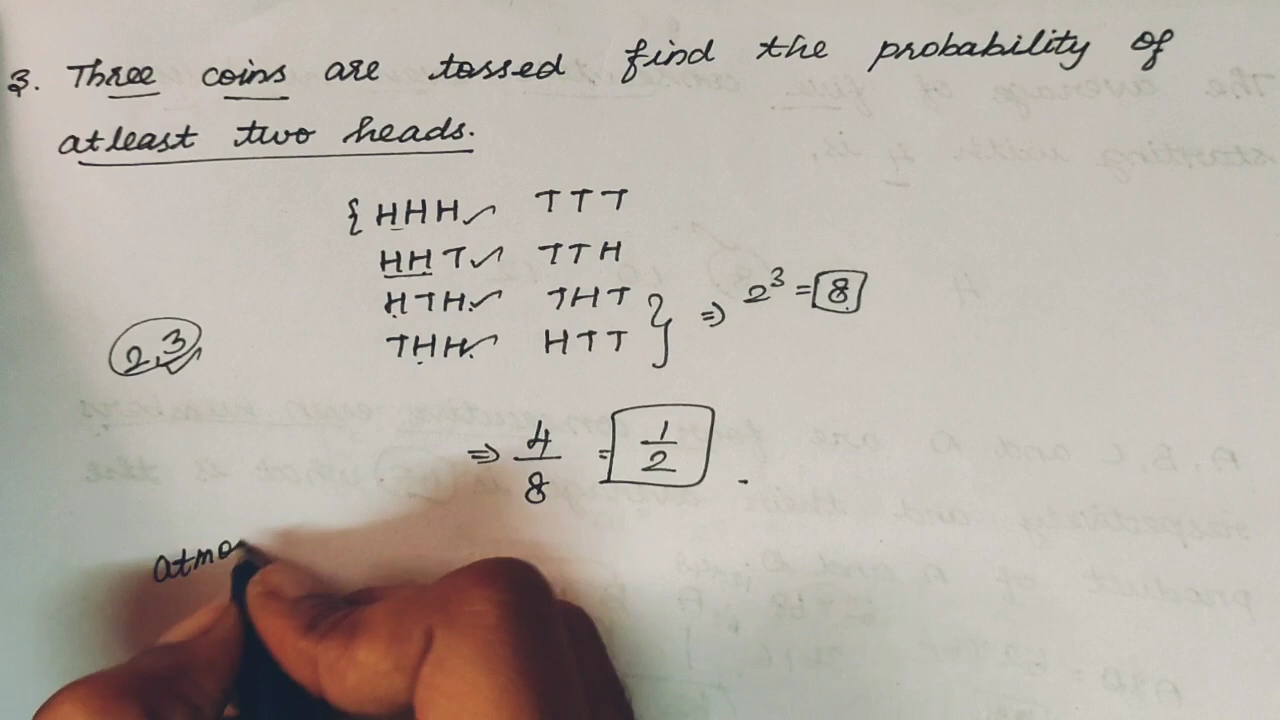 3. Three coins are tossed find the probability of
atleast two heads.
{ HHH✓ TTT
HHT✓ TTH
HTH✓ THT
THH✓ HTT } ⇒ 2³ = 8
2,3
⇒ 4/8 = 1/2 .
atmo